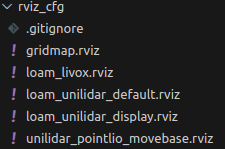 rviz_cfg
.gitignore
gridmap.rviz
loam_livox.rviz
loam_unilidar_default.rviz
loam_unilidar_display.rviz
unilidar_pointlio_movebase.rviz